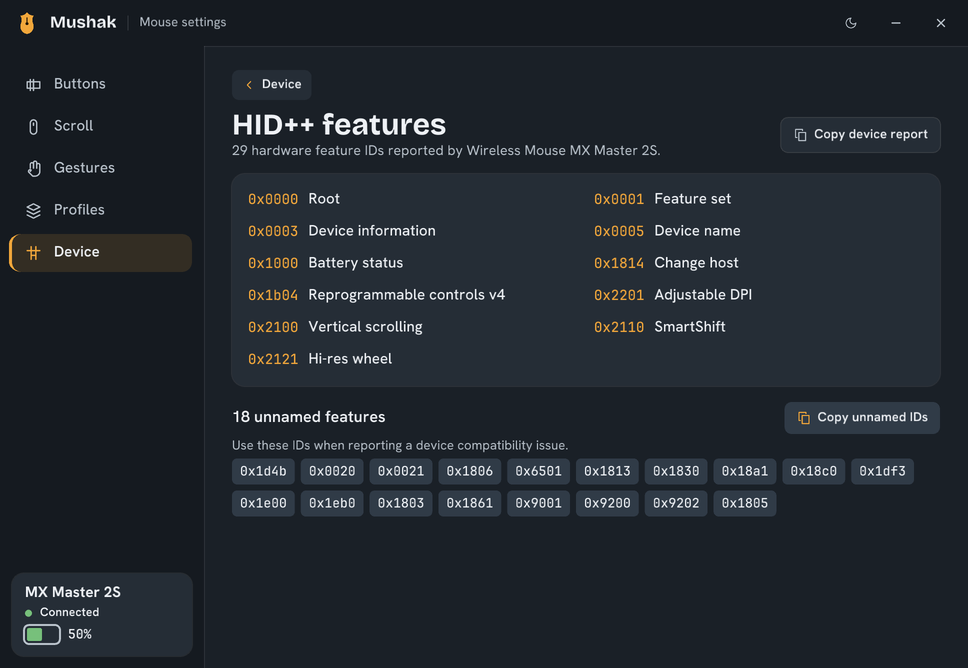 Mushak | Mouse settings
Buttons
Scroll
Gestures
Profiles
Device
MX Master 2S
Connected
50%
Device
HID++ features
29 hardware feature IDs reported by Wireless Mouse MX Master 2S.
Copy device report
0x0000 Root
0x0001 Feature set
0x0003 Device information
0x0005 Device name
0x1000 Battery status
0x1814 Change host
0x1b04 Reprogrammable controls v4
0x2201 Adjustable DPI
0x2100 Vertical scrolling
0x2110 SmartShift
0x2121 Hi-res wheel
18 unnamed features
Copy unnamed IDs
Use these IDs when reporting a device compatibility issue.
0x1d4b 0x0020 0x0021 0x1806 0x6501 0x1813 0x1830 0x18a1 0x18c0 0x1df3
0x1e00 0x1eb0 0x1803 0x1861 0x9001 0x9200 0x9202 0x1805